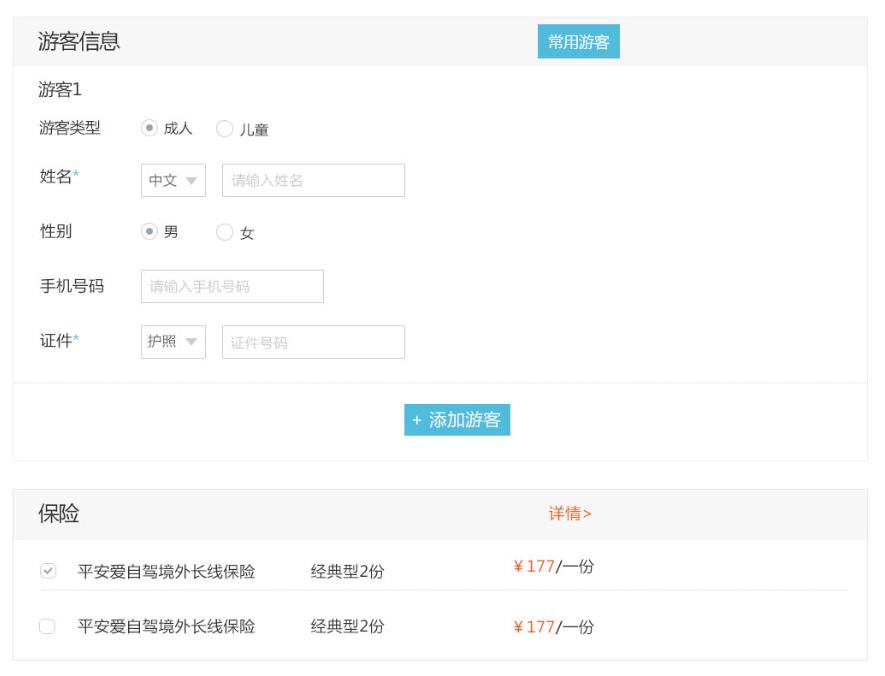 游客信息 常用游客
游客1
游客类型 成人 儿童
姓名* 中文 请输入姓名
性别 男 女
手机号码 请输入手机号码
证件* 护照 证件号码
+ 添加游客
保险 详情>
平安爱自驾境外长线保险 经典型2份 ¥177/一份
平安爱自驾境外长线保险 经典型2份 ¥177/一份